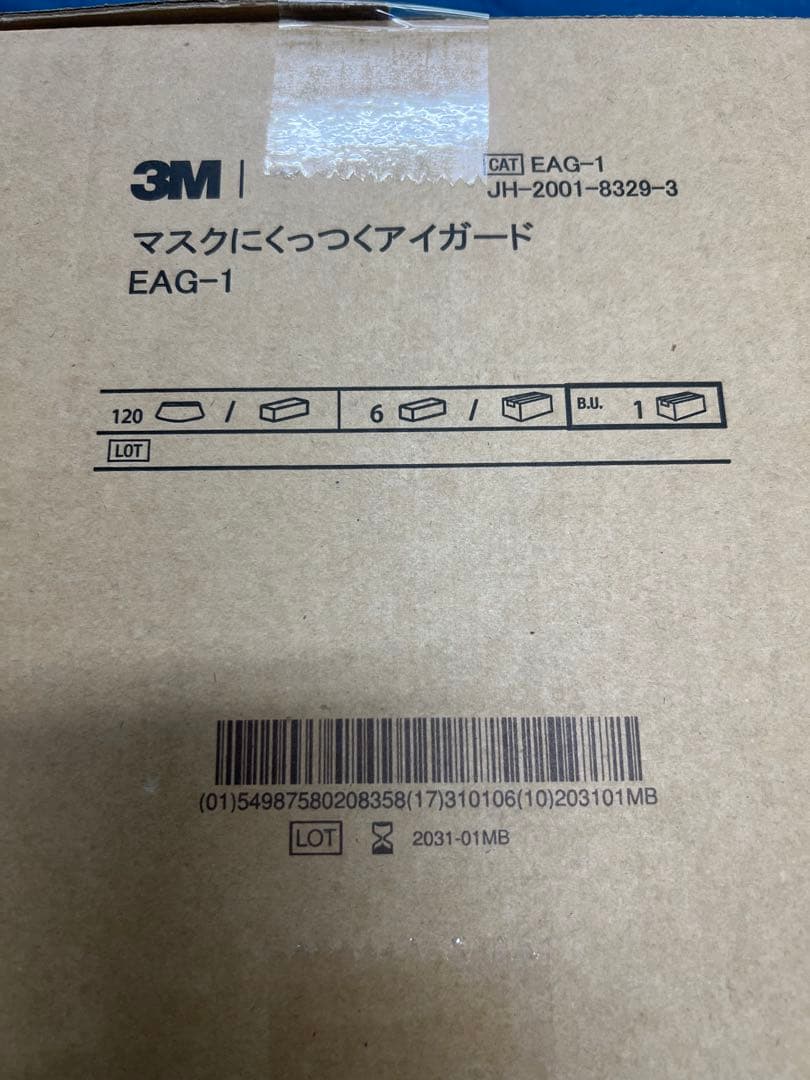 3M
CAT EAG-1
JH-2001-8329-3
マスクにくっつくアイガード
EAG-1
120 / 6 / B.U. 1
LOT
(01)54987580208358(17)310106(10)203101MB
LOT 2031-01MB